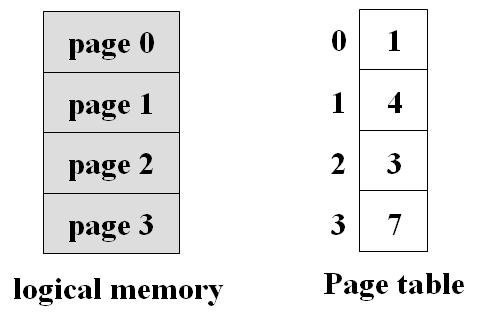 page 0
page 1
page 2
page 3
logical memory
0 1
1 4
2 3
3 7
Page table